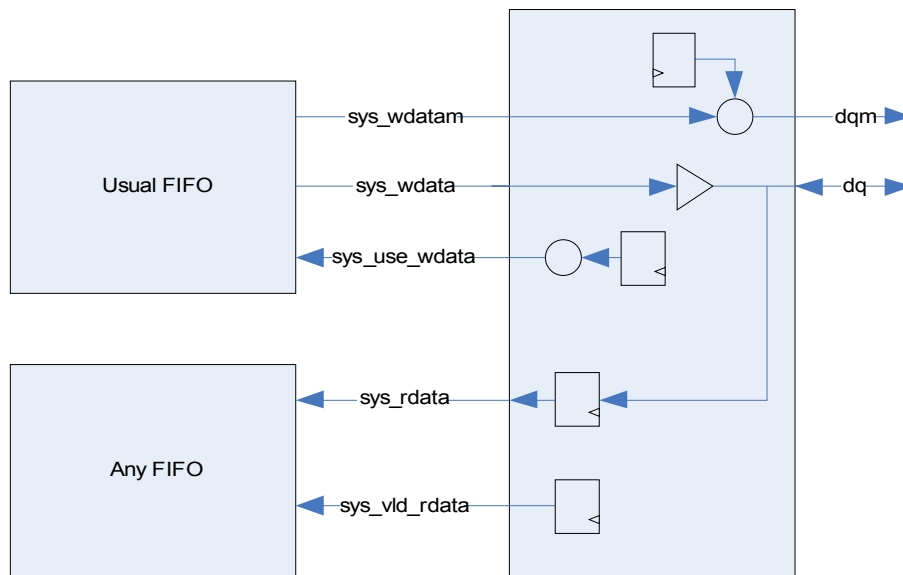 sys_wdatam
dqm
Usual FIFO
sys_wdata
dq
sys_use_wdata
sys_rdata
Any FIFO
sys_vld_rdata